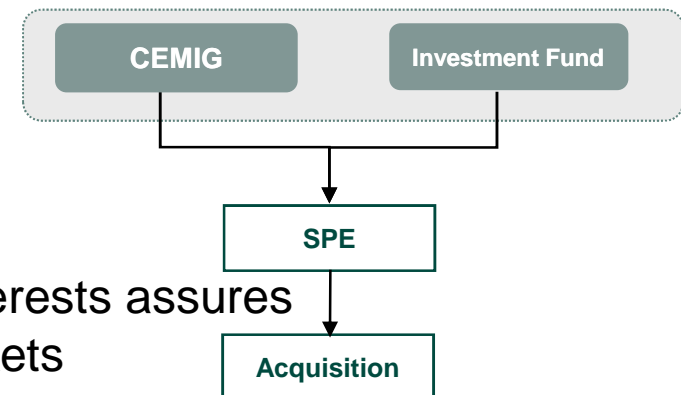 CEMIG
Investment Fund
SPE
erests assures
ets
Acquisition